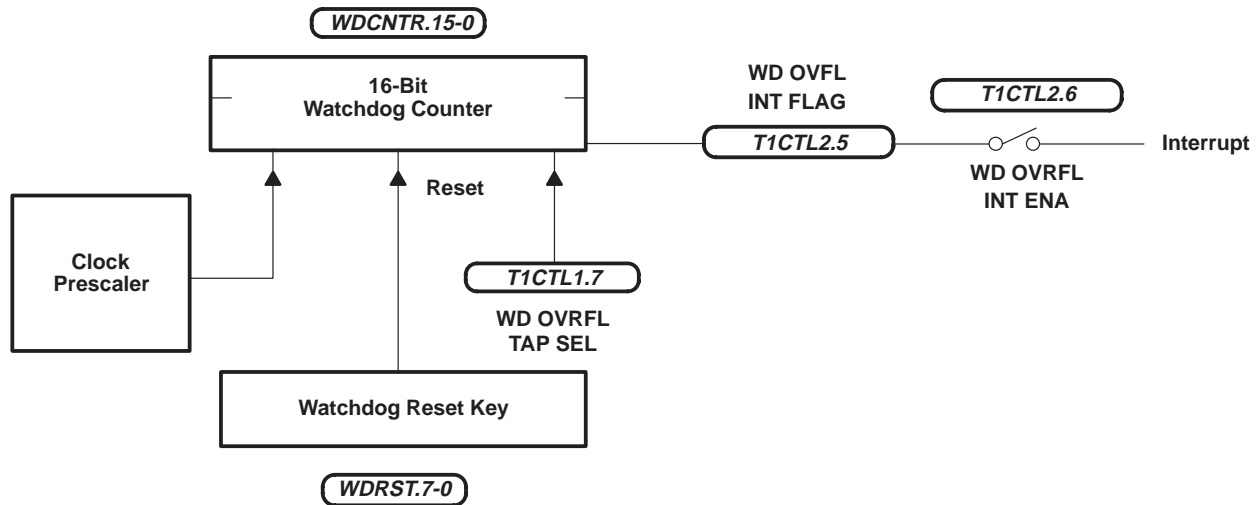 WDCNTR.15-0
16-Bit
Watchdog Counter
WD OVFL
INT FLAG
T1CTL2.5
T1CTL2.6
WD OVRFL
INT ENA
Interrupt
Reset
Clock
Prescaler
T1CTL1.7
WD OVRFL
TAP SEL
Watchdog Reset Key
WDRST.7-0